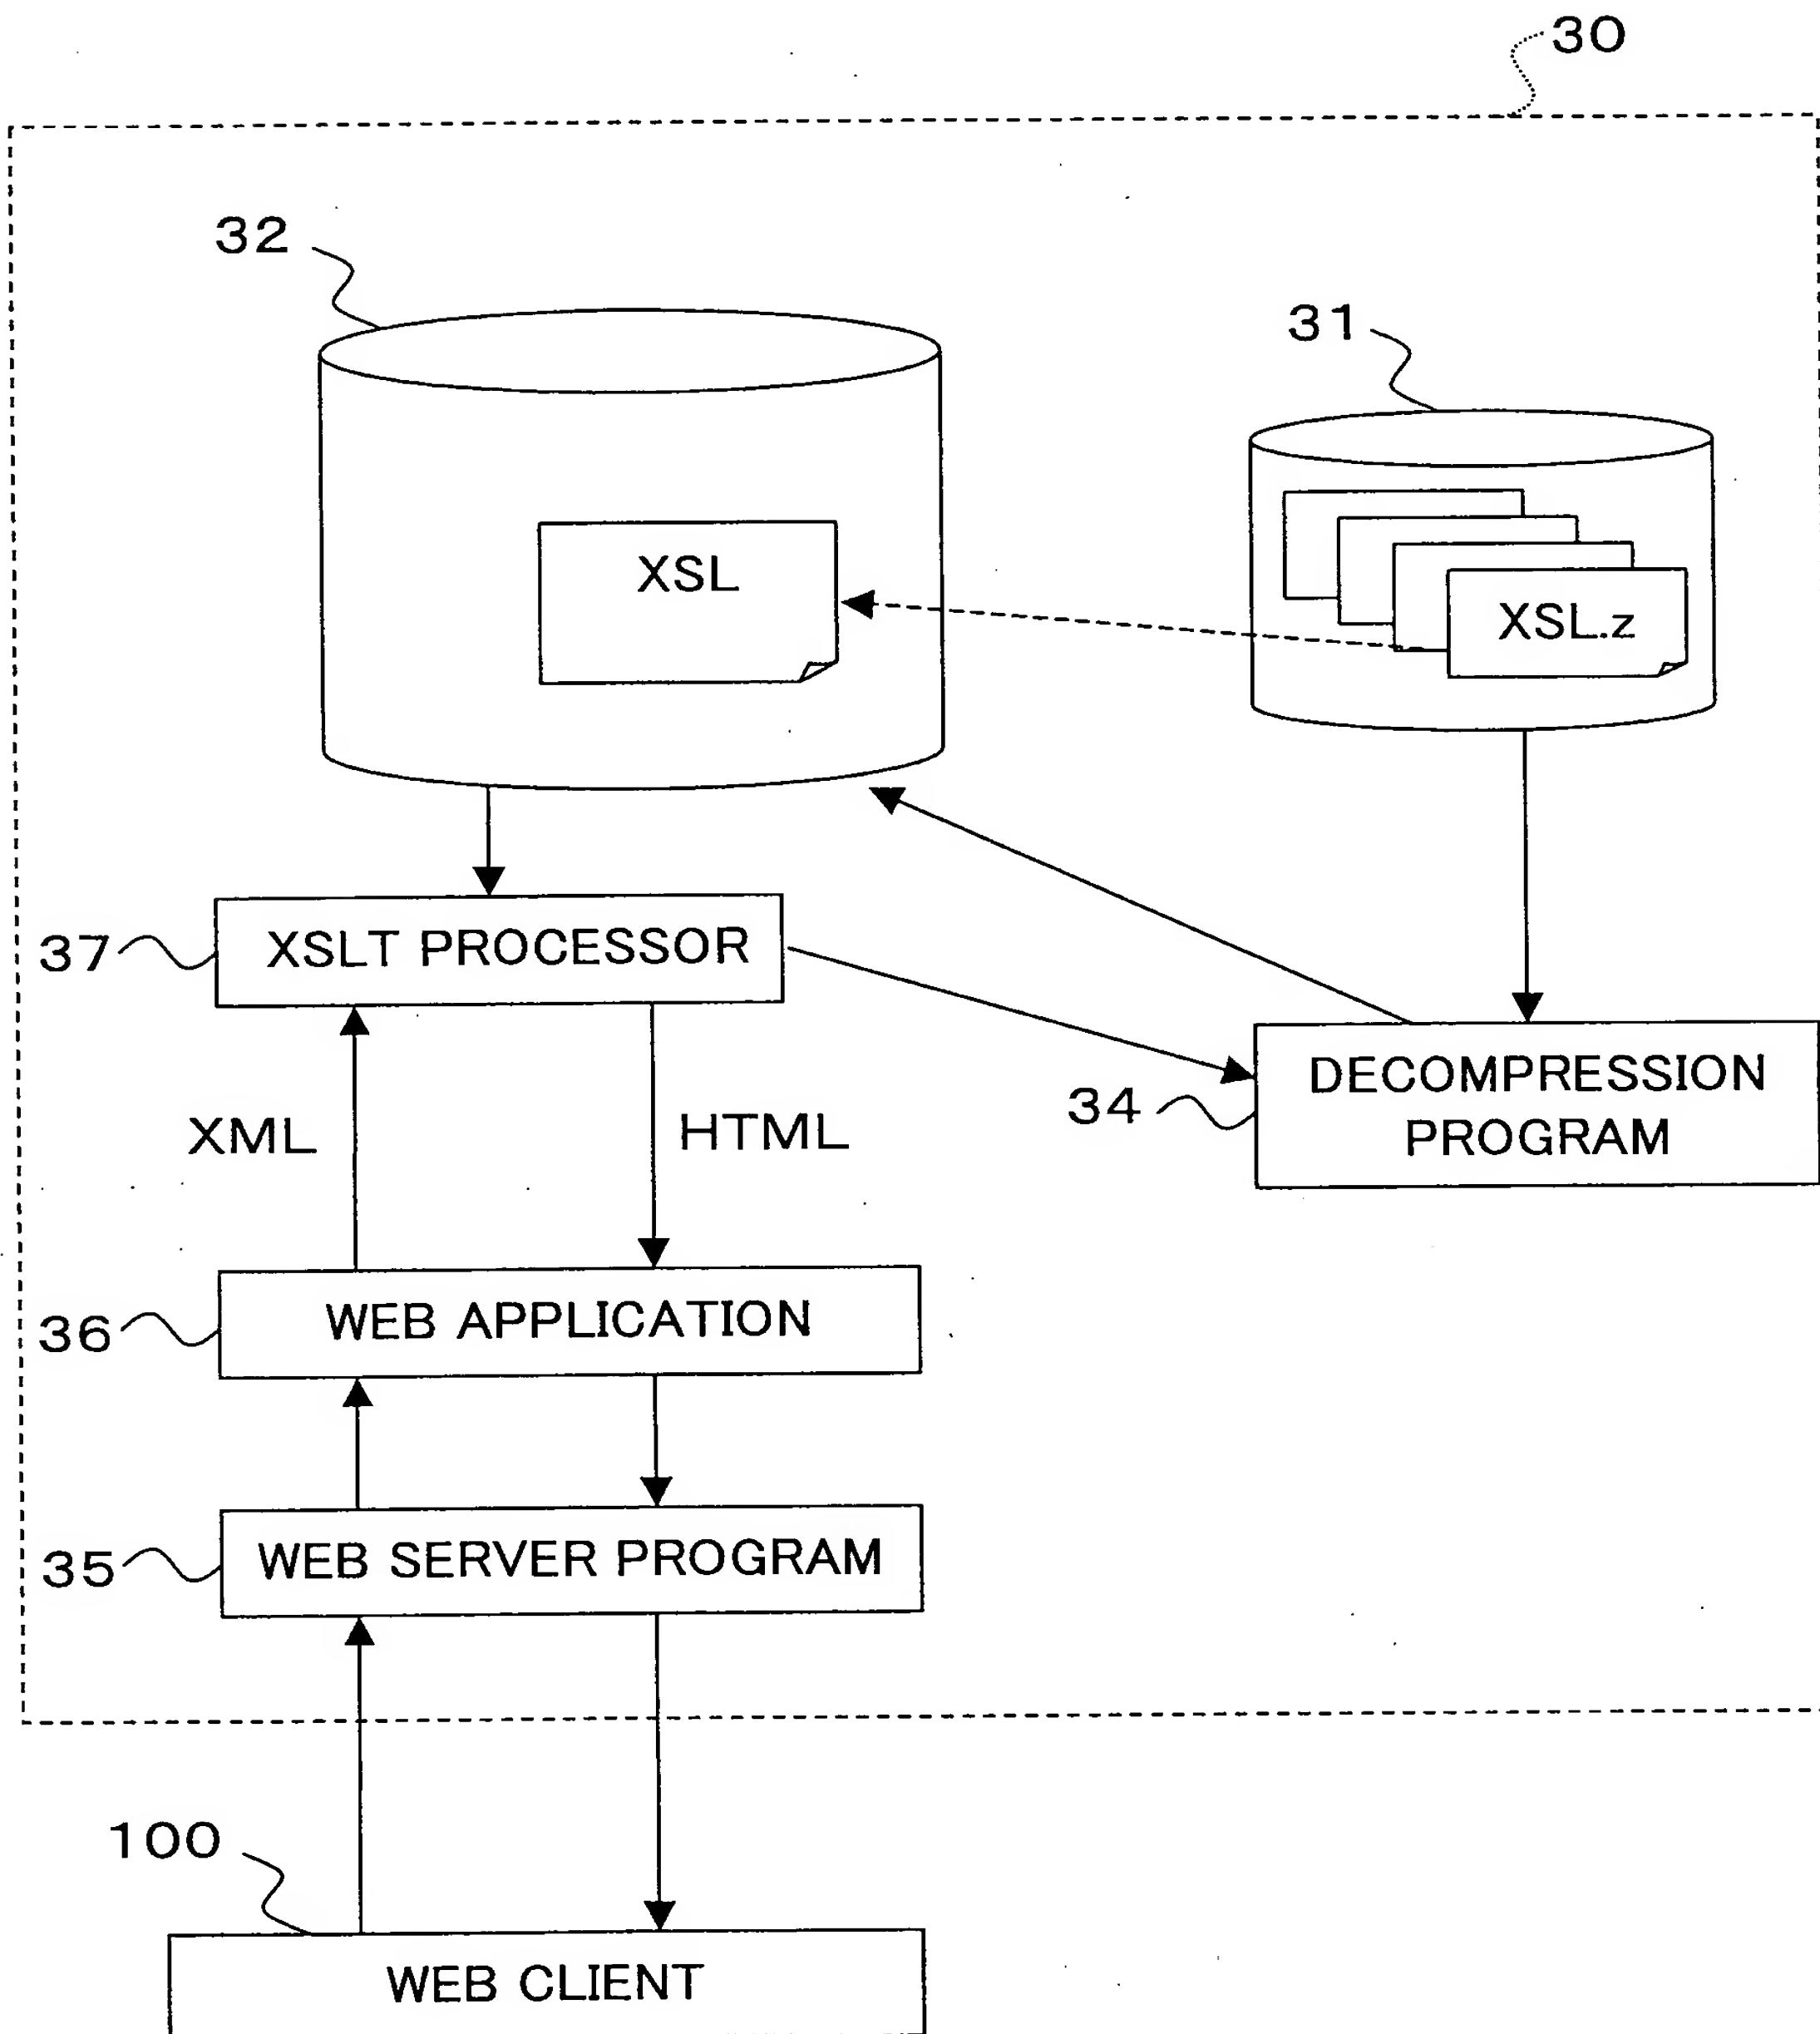 30
32
31
XSL
XSL.z
37
XSLT PROCESSOR
34
DECOMPRESSION
PROGRAM
XML
HTML
36
WEB APPLICATION
35
WEB SERVER PROGRAM
100
WEB CLIENT